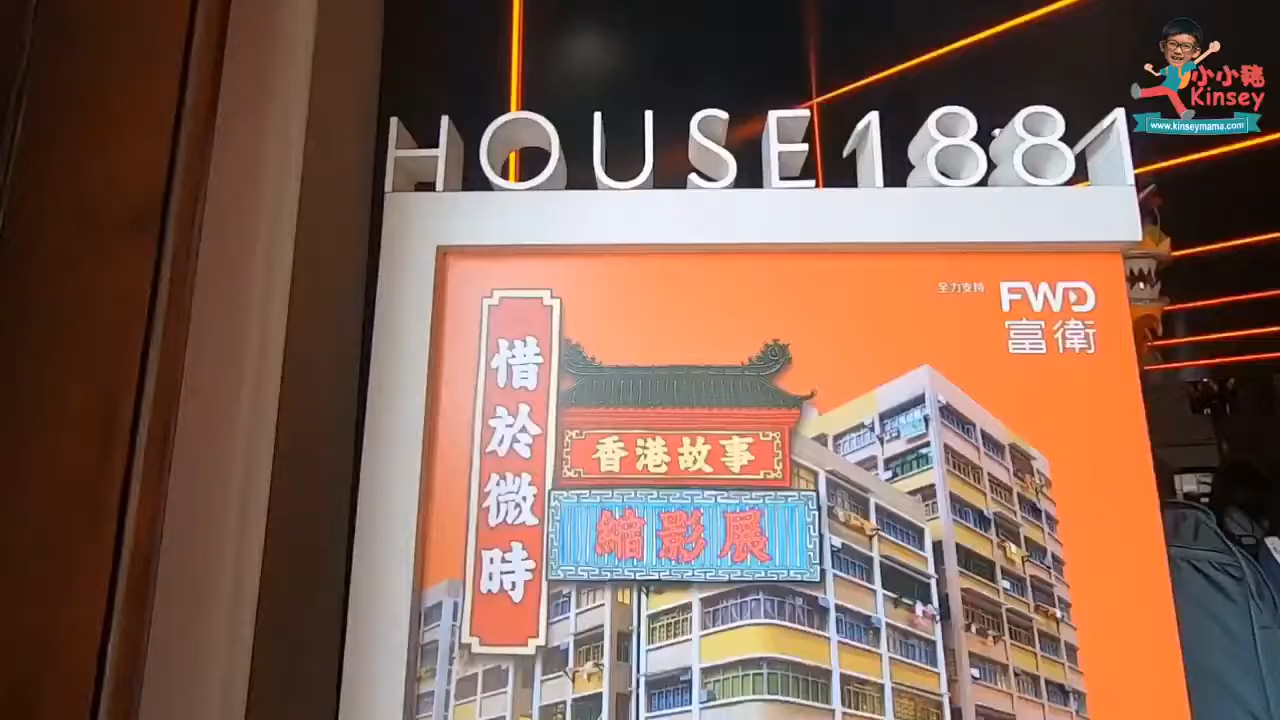 小小豬
Kinsey
www.kinseymama.com
HOUSE 1881
全力支持
FWD
富衛
惜於微時
香港故事
縮影展